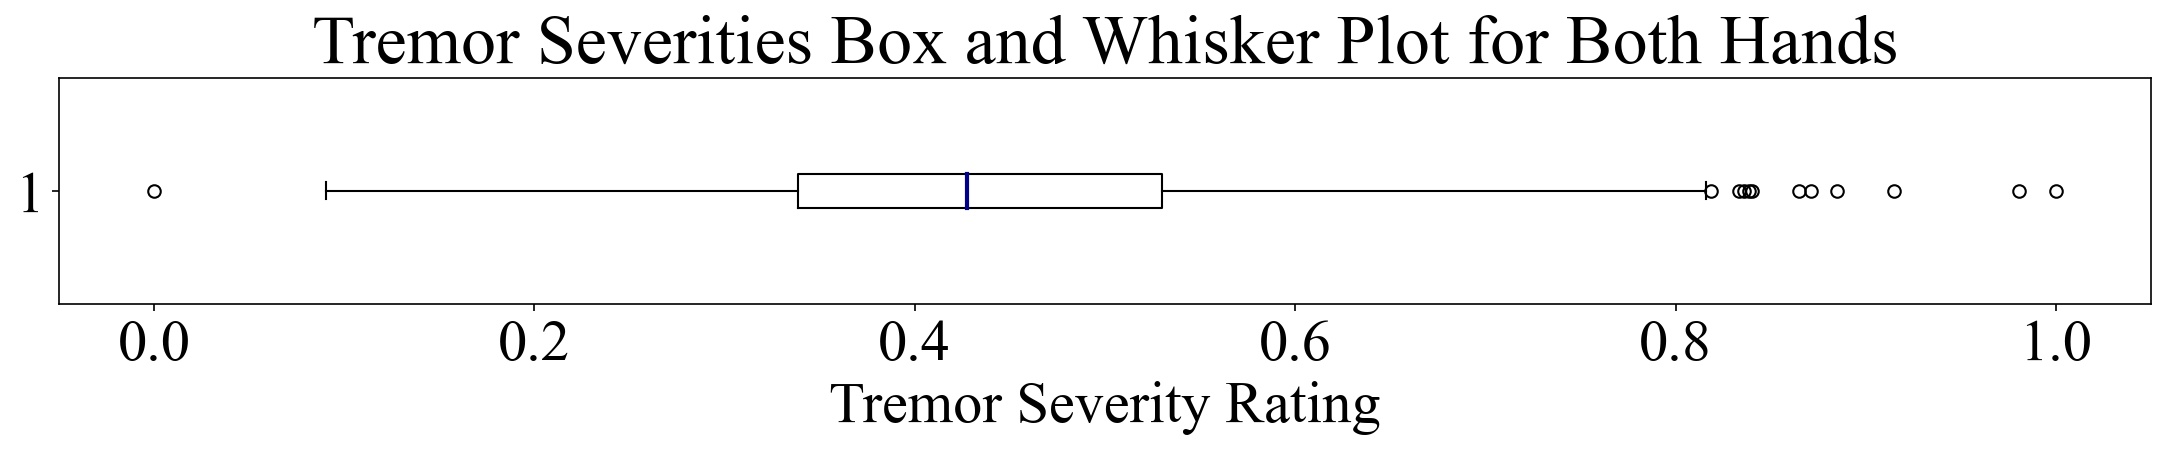 Tremor Severities Box and Whisker Plot for Both Hands
1
0.0 0.2 0.4 0.6 0.8 1.0
Tremor Severity Rating